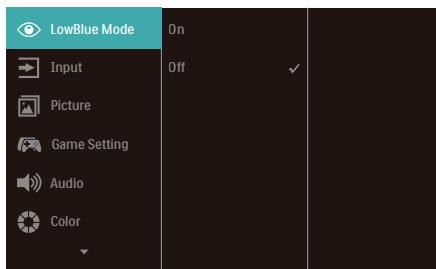 LowBlue Mode
On
Input
Off
Picture
Game Setting
Audio
Color